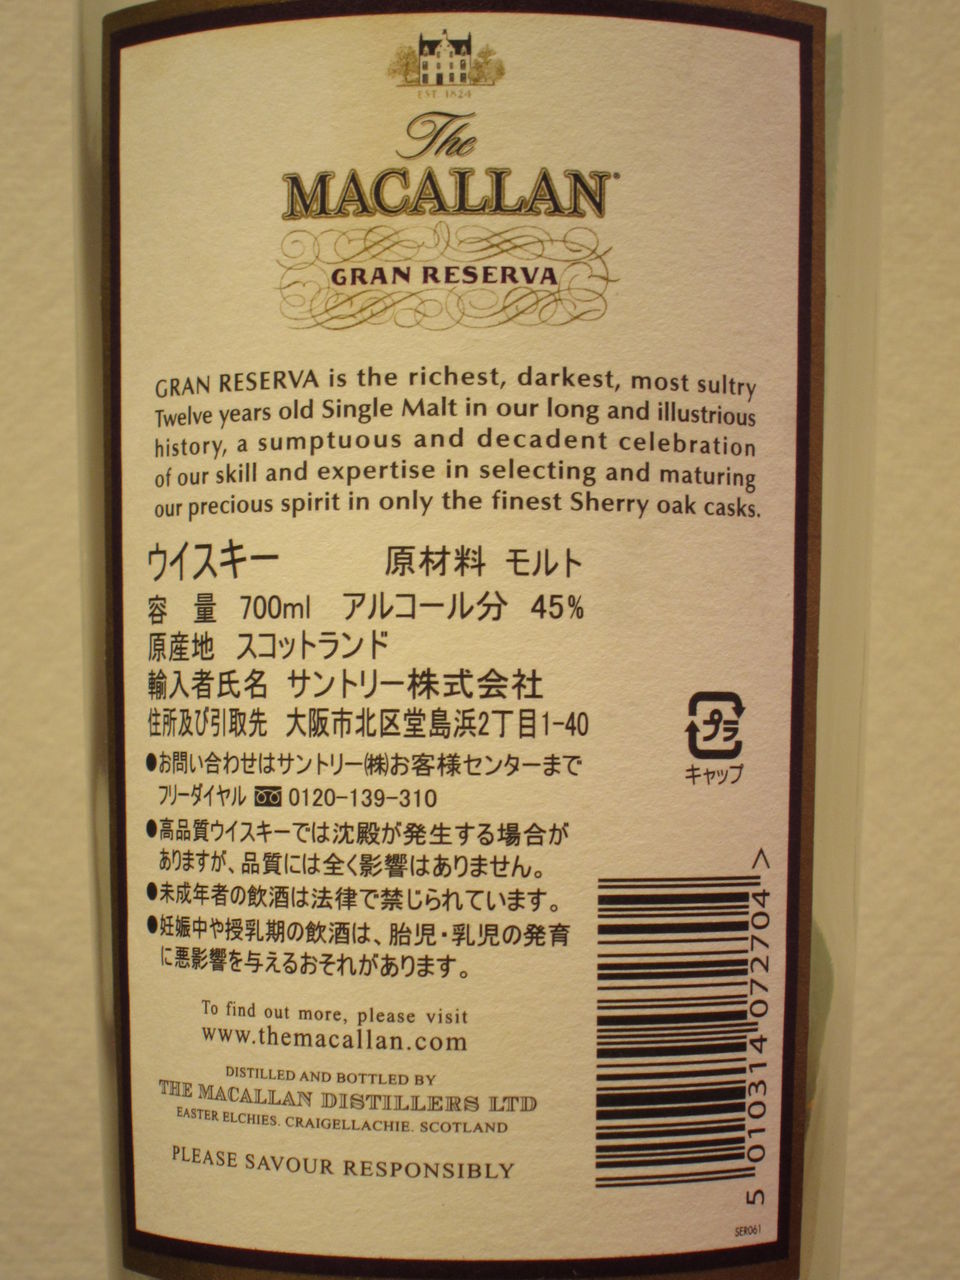 EST. 1824
The
MACALLAN®
GRAN RESERVA
GRAN RESERVA is the richest, darkest, most sultry
Twelve years old Single Malt in our long and illustrious
history, a sumptuous and decadent celebration
of our skill and expertise in selecting and maturing
our precious spirit in only the finest Sherry oak casks.
ウイスキー 原材料 モルト
容 量 700ml アルコール分 45%
原産地 スコットランド
輸入者氏名 サントリー株式会社
住所及び引取先 大阪市北区堂島浜2丁目1-40
●お問い合わせはサントリー㈱お客様センターまで
フリーダイヤル 0120-139-310
●高品質ウイスキーでは沈殿が発生する場合が
ありますが、品質には全く影響はありません。
●未成年者の飲酒は法律で禁じられています。
●妊娠中や授乳期の飲酒は、胎児・乳児の発育
に悪影響を与えるおそれがあります。
プラ
キャップ
To find out more, please visit
www.themacallan.com
DISTILLED AND BOTTLED BY
THE MACALLAN DISTILLERS LTD
EASTER ELCHIES. CRAIGELLACHIE. SCOTLAND
PLEASE SAVOUR RESPONSIBLY
5 010314 072704 >
SER061